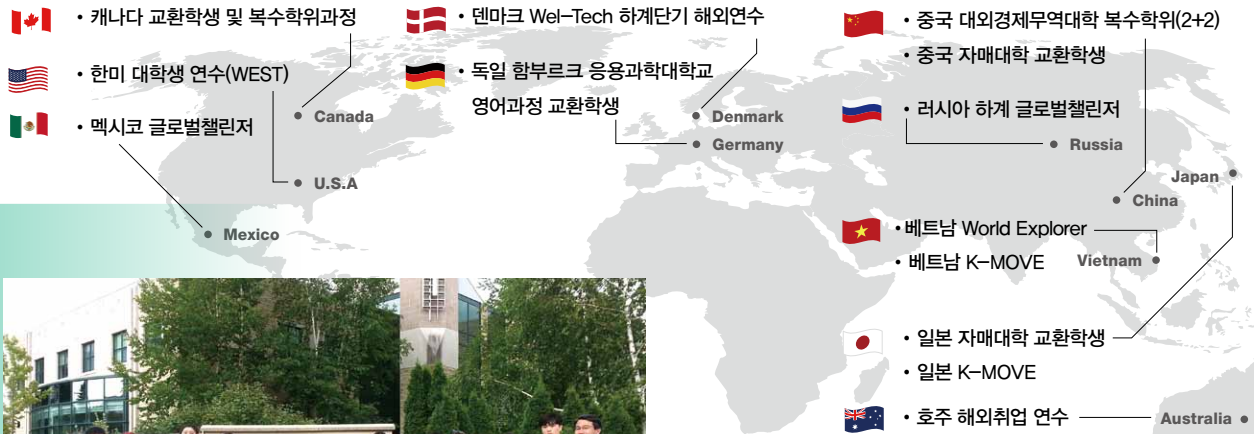 • 캐나다 교환학생 및 복수학위과정
• 한미 대학생 연수(WEST)
• 멕시코 글로벌챌린저
Canada
U.S.A
Mexico
• 덴마크 Wel-Tech 하계단기 해외연수
• 독일 함부르크 응용과학대학교
영어과정 교환학생
Denmark
Germany
• 중국 대외경제무역대학 복수학위(2+2)
• 중국 자매대학 교환학생
• 러시아 하계 글로벌챌린저
Russia
Japan
China
• 베트남 World Explorer
• 베트남 K-MOVE
Vietnam
• 일본 자매대학 교환학생
• 일본 K-MOVE
• 호주 해외취업 연수
Australia